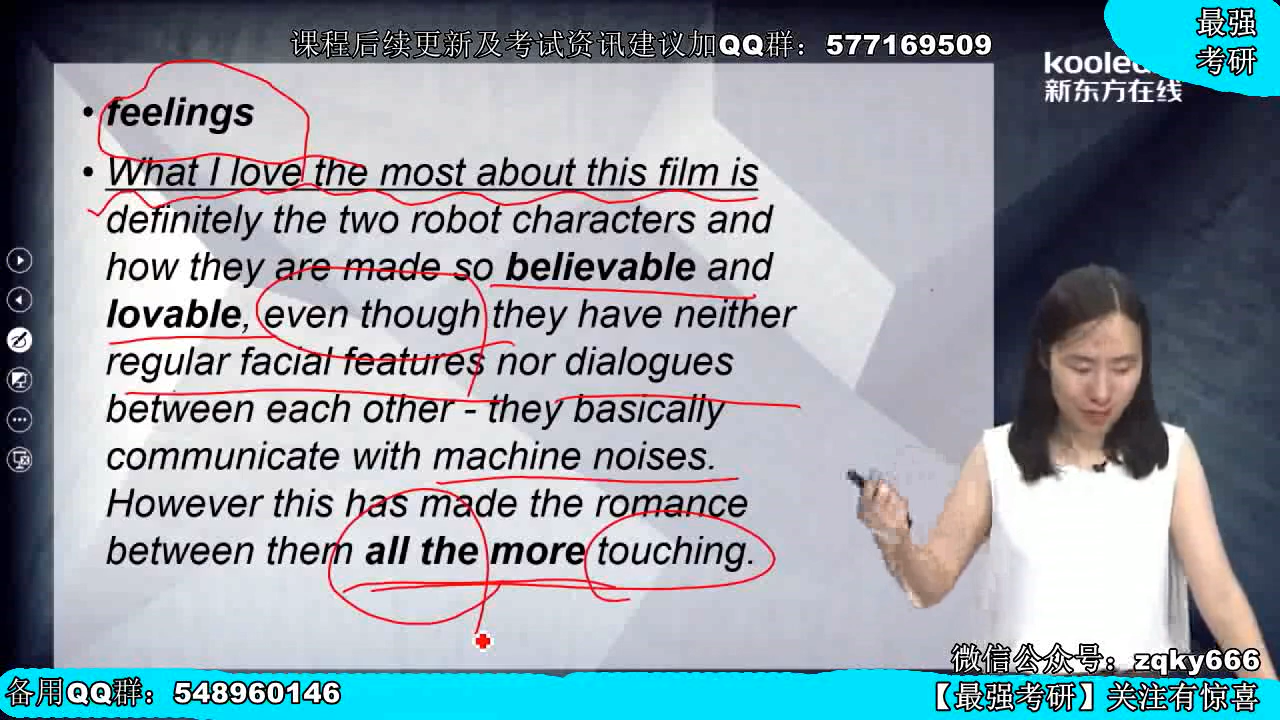 课程后续更新及考试资讯建议加QQ群：577169509
最强
考研
koole
新东方在线
• feelings
• What I love the most about this film is
definitely the two robot characters and
how they are made so believable and
lovable, even though they have neither
regular facial features nor dialogues
between each other - they basically
communicate with machine noises.
However this has made the romance
between them all the more touching.
微信公众号：zqky666
备用QQ群：548960146
【最强考研】关注有惊喜